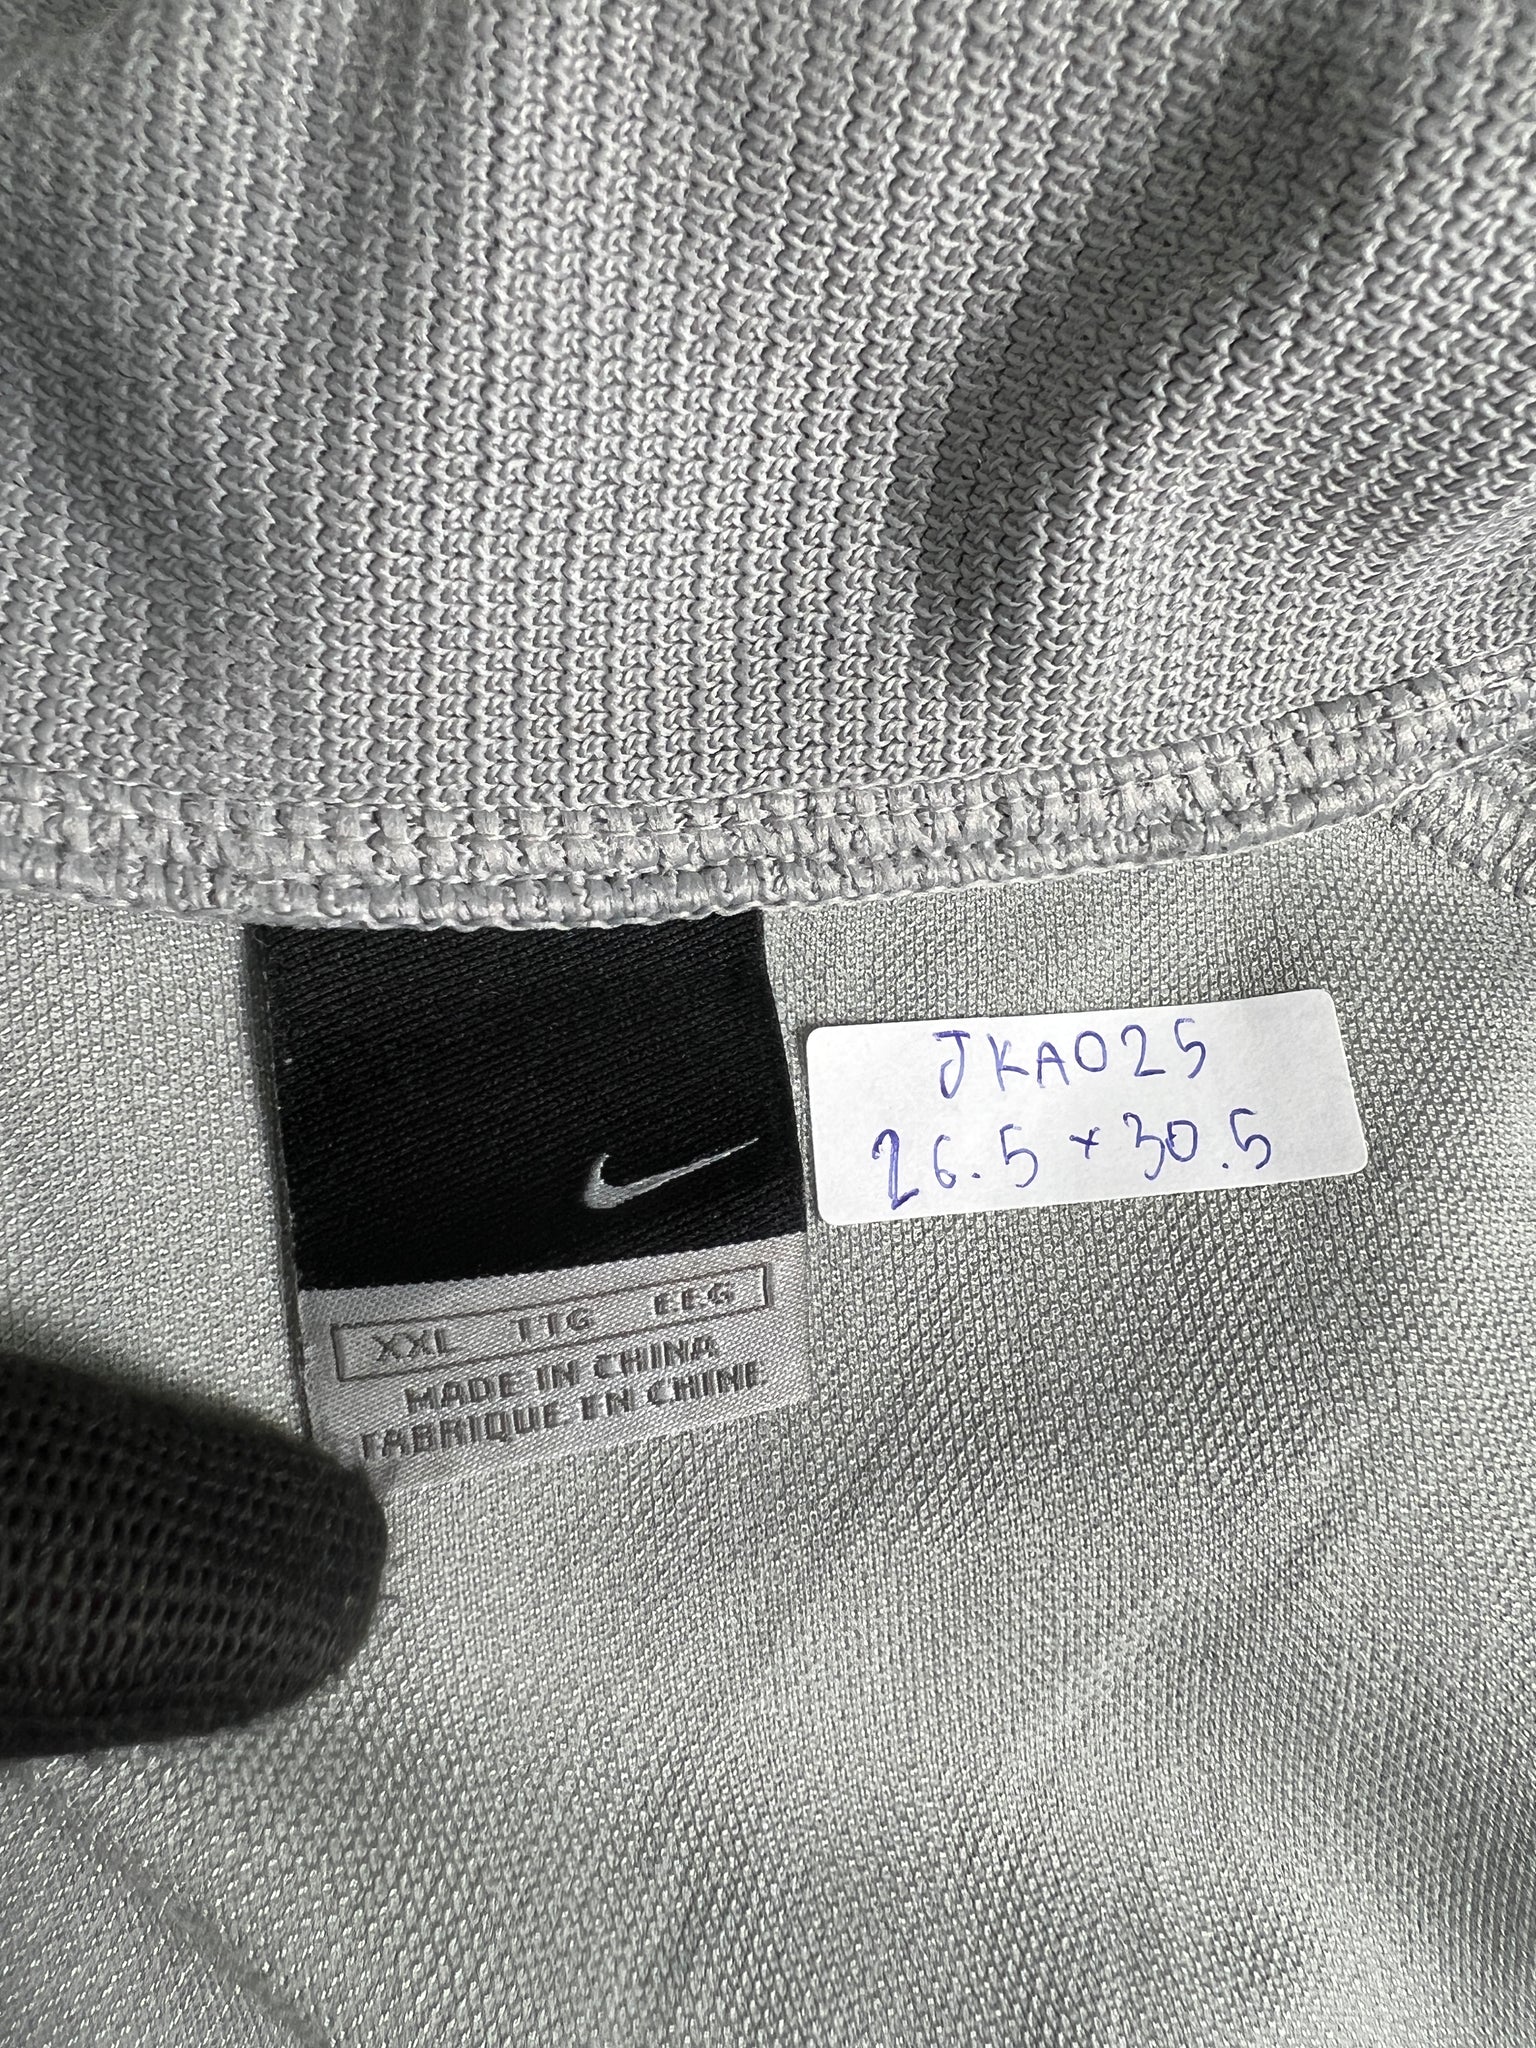 JKA025
26.5 x 30.5
XXL TTG EEG
MADE IN CHINA
FABRIQUE EN CHINE